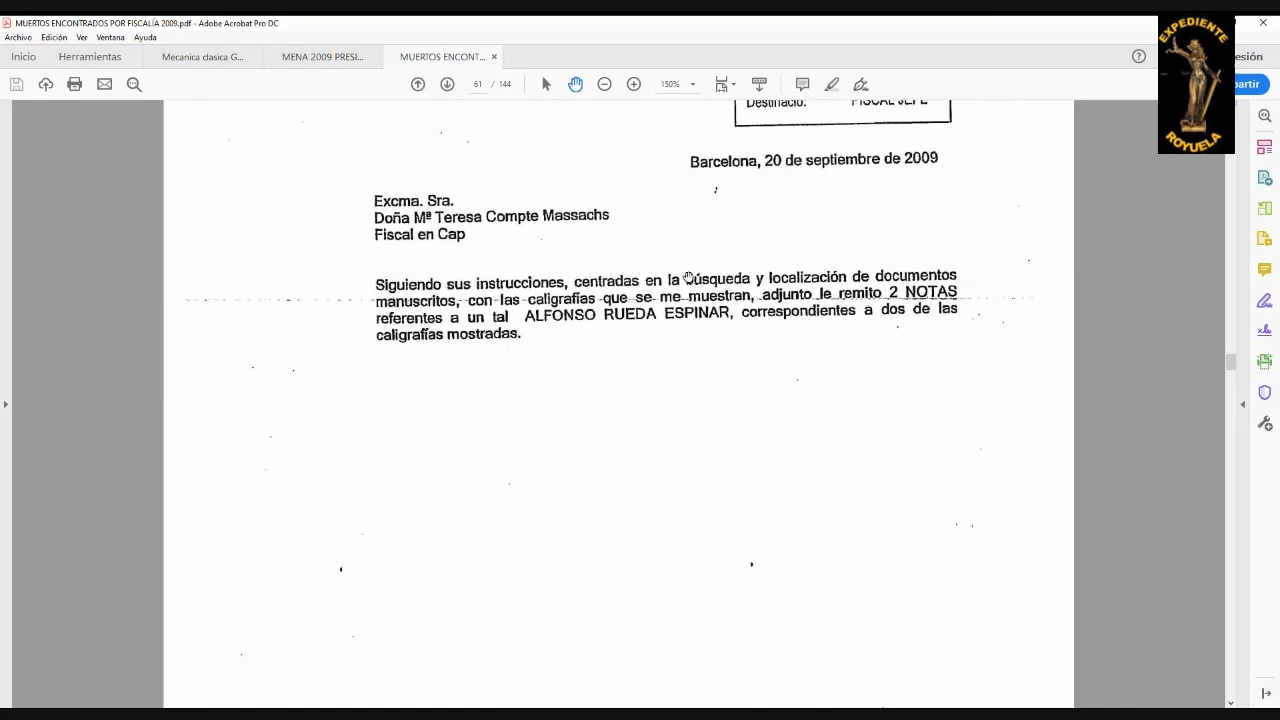 MUERTOS ENCONTRADOS POR FISCALÍA 2009.pdf - Adobe Acrobat Pro DC
Archivo Edición Ver Ventana Ayuda
Inicio Herramientas Mecanica dasica G... MENA 2009 PRESI... MUERTOS ENCONT... ×
61 / 144 150%
EXPEDIENTE
ROYUELA
Destinació: FISCAL JEFE
Barcelona, 20 de septiembre de 2009
Excma. Sra.
Doña Mª Teresa Compte Massachs
Fiscal en Cap
Siguiendo sus instrucciones, centradas en la búsqueda y localización de documentos
manuscritos, con las caligrafías que se me muestran, adjunto le remito 2 NOTAS
referentes a un tal ALFONSO RUEDA ESPINAR, correspondientes a dos de las
caligrafías mostradas.